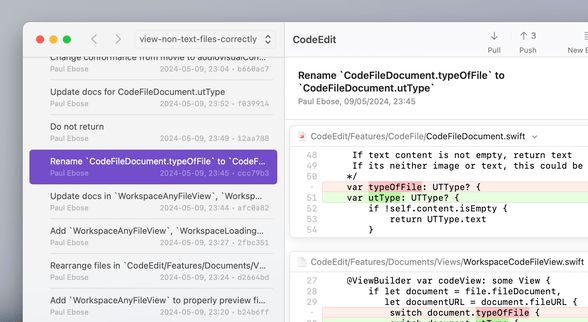 view-non-text-files-correctly
CodeEdit
Pull
3
Push
New B
Change conformance from movie to audiovisualCon...
Paul Ebose 2024-05-09, 23:04 • b660ac7
Update docs for CodeFileDocument.utType
Paul Ebose 2024-05-09, 23:52 • f039914
Do not return
Paul Ebose 2024-05-09, 23:49 • 12aa788
Rename `CodeFileDocument.typeOfFile` to `CodeF...
Paul Ebose 2024-05-09, 23:45 • ccc79b3
Update docs in `WorkspaceAnyFileView`, `Worksp...
Paul Ebose 2024-05-09, 23:44 • afc0a82
Add `WorkspaceAnyFileView`, `WorkspaceLoading...
Paul Ebose 2024-05-09, 23:27 • 2fbc351
Rearrange files in `CodeEdit/Features/Documents/V...
Paul Ebose 2024-05-09, 23:24 • d2664bd
Add `WorkspaceAnyFileView` to properly preview fi...
Paul Ebose 2024-05-09, 23:20 • b24b6ff
Rename `CodeFileDocument.typeOfFile` to
`CodeFileDocument.utType`
Paul Ebose, 09/05/2024, 23:45
CodeEdit/Features/CodeFile/CodeFileDocument.swift
48 If text content is not empty, return text
49 If its neither image or text, this could be
50 */
- var typeOfFile: UTType? {
51 var utType: UTType? {
52 if !self.content.isEmpty {
53 return UTType.text
54 }
CodeEdit/Features/Documents/Views/WorkspaceCodeFileView.swift
27 @ViewBuilder var codeView: some View {
28 if let document = file.fileDocument,
29 let documentURL = document.fileURL {
- switch document.typeOfFile {
switch document.utType {